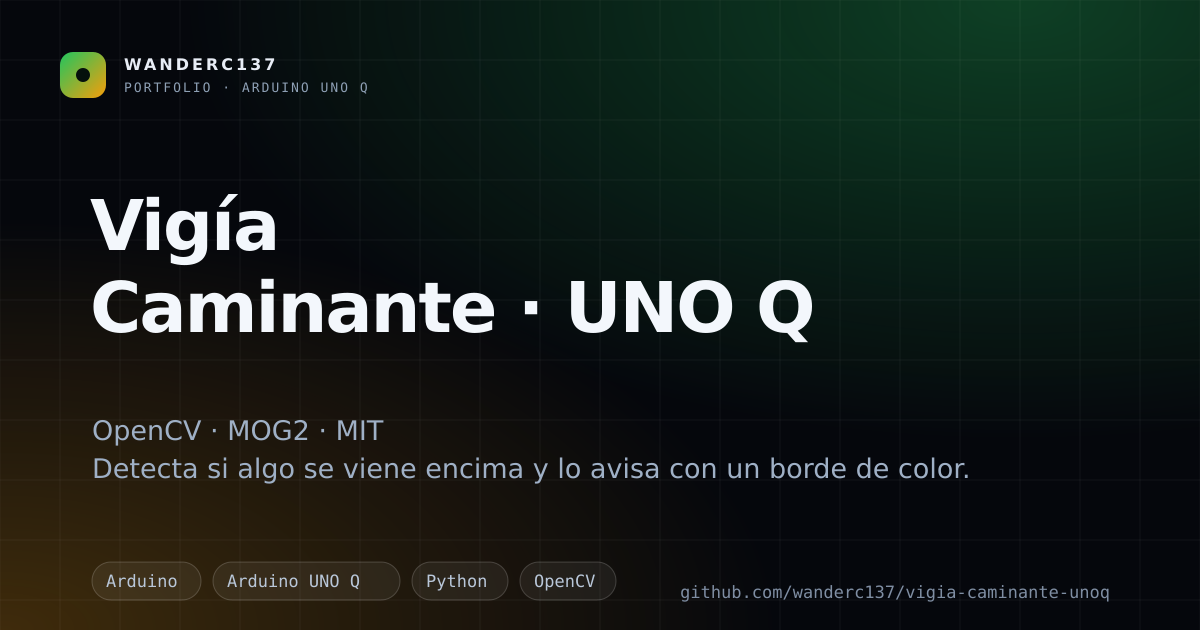 WANDERC137
PORTFOLIO · ARDUINO UNO Q
Vigía
Caminante · UNO Q
OpenCV · MOG2 · MIT
Detecta si algo se viene encima y lo avisa con un borde de color.
Arduino Arduino UNO Q Python OpenCV
github.com/wanderc137/vigia-caminante-unoq